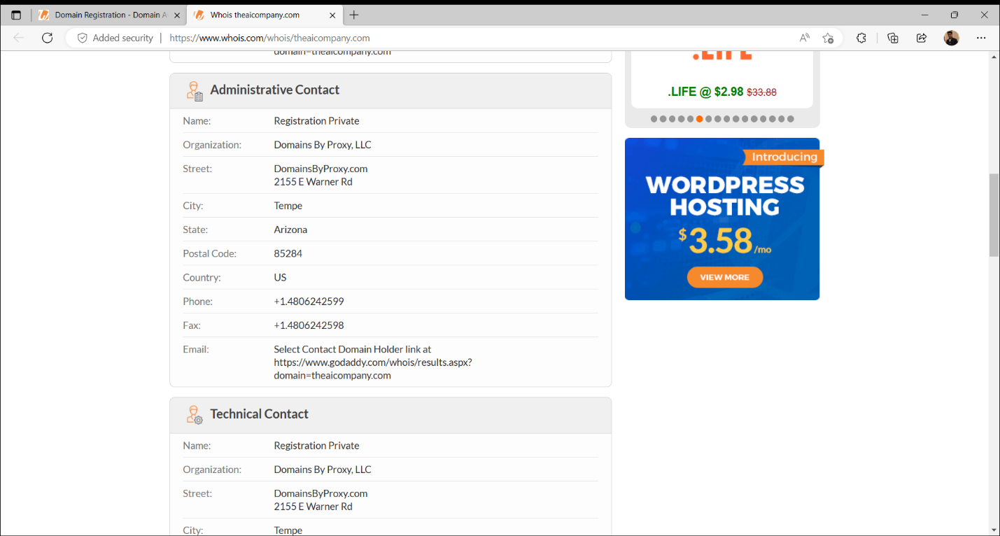 Domain Registration - Domain A
Whois theaicompany.com
Added security
https://www.whois.com/whois/theaicompany.com
domain=theaicompany.com
Administrative Contact
Name: Registration Private
Organization: Domains By Proxy, LLC
Street: DomainsByProxy.com
2155 E Warner Rd
City: Tempe
State: Arizona
Postal Code: 85284
Country: US
Phone: +1.4806242599
Fax: +1.4806242598
Email: Select Contact Domain Holder link at
https://www.godaddy.com/whois/results.aspx?
domain=theaicompany.com
Technical Contact
Name: Registration Private
Organization: Domains By Proxy, LLC
Street: DomainsByProxy.com
2155 E Warner Rd
City: Tempe
.LIFE
.LIFE @ $2.98 $33.88
Introducing
WORDPRESS
HOSTING
$3.58/mo
VIEW MORE